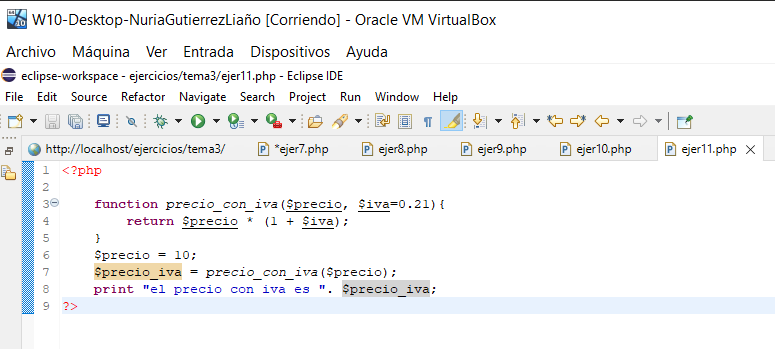 W10-Desktop-NuriaGutierrezLiaño [Corriendo] - Oracle VM VirtualBox
Archivo Máquina Ver Entrada Dispositivos Ayuda
eclipse-workspace - ejercicios/tema3/ejer11.php - Eclipse IDE
File Edit Source Refactor Navigate Search Project Run Window Help
http://localhost/ejercicios/tema3/ *ejer7.php ejer8.php ejer9.php ejer10.php ejer11.php
1 <?php
2
3 function precio_con_iva($precio, $iva=0.21){
4 return $precio * (1 + $iva);
5 }
6 $precio = 10;
7 $precio_iva = precio_con_iva($precio);
8 print "el precio con iva es ". $precio_iva;
9 ?>